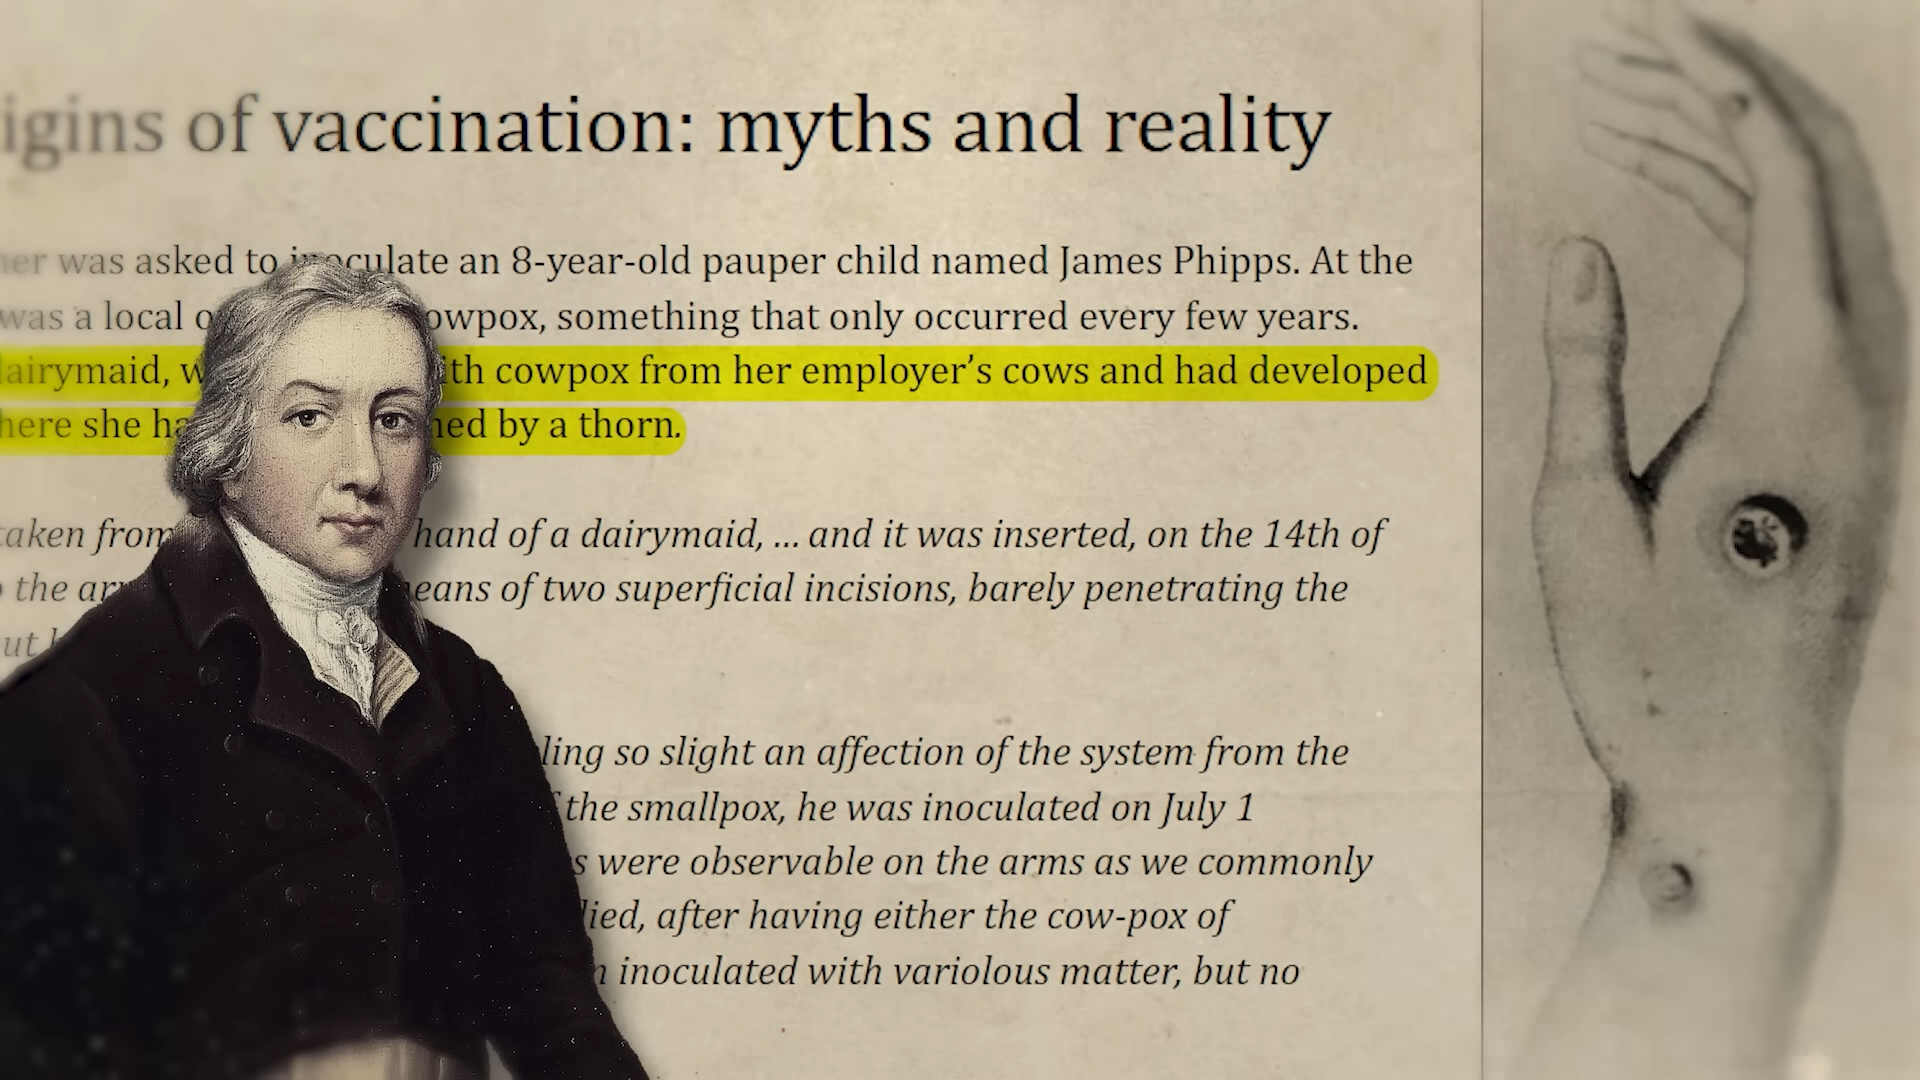 igins of vaccination: myths and reality
ner was asked to inoculate an 8-year-old pauper child named James Phipps. At the
was a local o owpox, something that only occurred every few years.
dairymaid, w ith cowpox from her employer's cows and had developed
here she ha ned by a thorn.
taken from hand of a dairymaid, ... and it was inserted, on the 14th of
the ar eans of two superficial incisions, barely penetrating the
ut
ling so slight an affection of the system from the
the smallpox, he was inoculated on July 1
s were observable on the arms as we commonly
lied, after having either the cow-pox of
n inoculated with variolous matter, but no